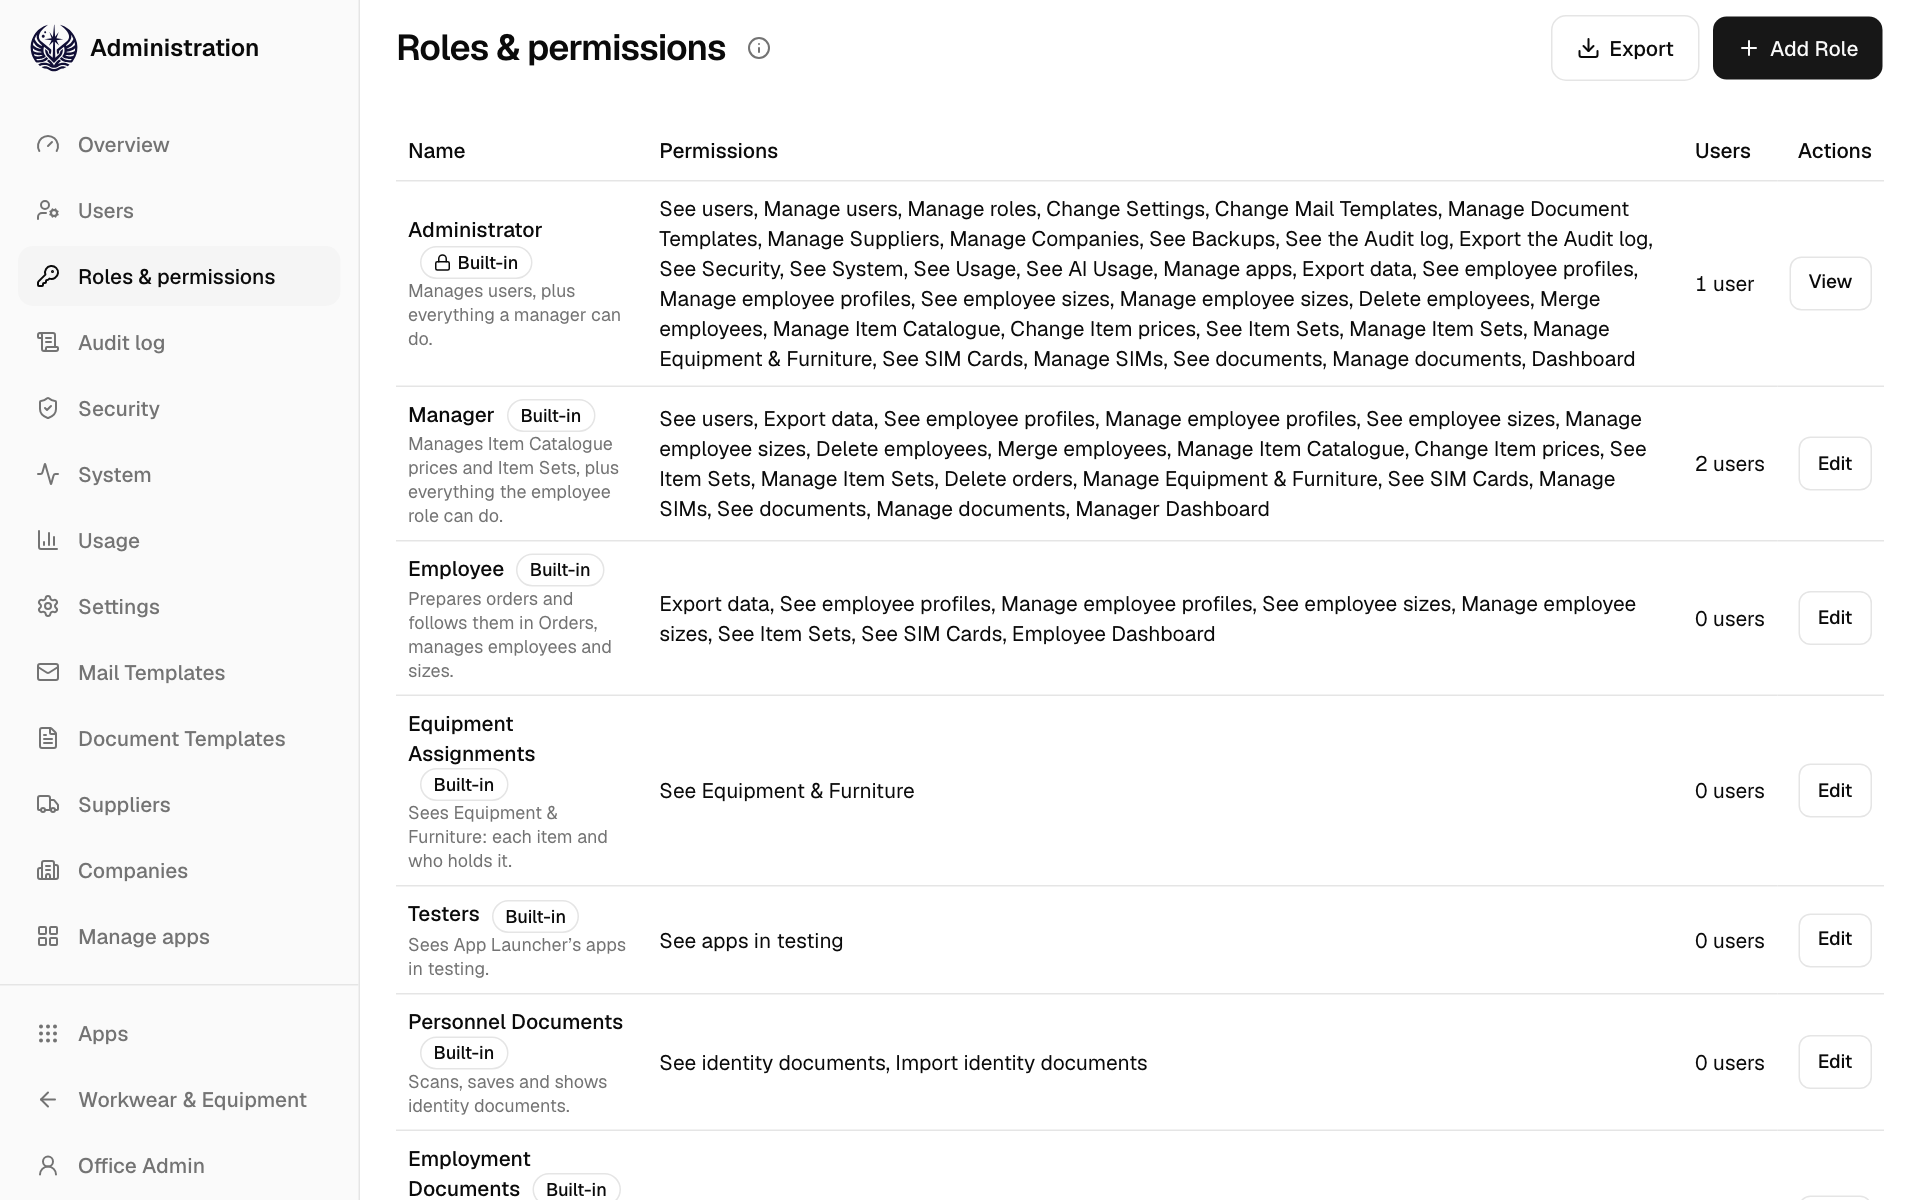 Administration
Overview
Users
Roles & permissions
Audit log
Security
System
Usage
Settings
Mail Templates
Document Templates
Suppliers
Companies
Manage apps
Apps
Workwear & Equipment
Office Admin
Roles & permissions
Export
Add Role
Name
Permissions
Users
Actions
Administrator
Built-in
Manages users, plus
everything a manager can
do.
See users, Manage users, Manage roles, Change Settings, Change Mail Templates, Manage Document
Templates, Manage Suppliers, Manage Companies, See Backups, See the Audit log, Export the Audit log,
See Security, See System, See Usage, See AI Usage, Manage apps, Export data, See employee profiles,
Manage employee profiles, See employee sizes, Manage employee sizes, Delete employees, Merge
employees, Manage Item Catalogue, Change Item prices, See Item Sets, Manage Item Sets, Manage
Equipment & Furniture, See SIM Cards, Manage SIMs, See documents, Manage documents, Dashboard
1 user
View
Manager Built-in
Manages Item Catalogue
prices and Item Sets, plus
everything the employee
role can do.
See users, Export data, See employee profiles, Manage employee profiles, See employee sizes, Manage
employee sizes, Delete employees, Merge employees, Manage Item Catalogue, Change Item prices, See
Item Sets, Manage Item Sets, Delete orders, Manage Equipment & Furniture, See SIM Cards, Manage
SIMs, See documents, Manage documents, Manager Dashboard
2 users
Edit
Employee Built-in
Prepares orders and
follows them in Orders,
manages employees and
sizes.
Export data, See employee profiles, Manage employee profiles, See employee sizes, Manage employee
sizes, See Item Sets, See SIM Cards, Employee Dashboard
0 users
Edit
Equipment
Assignments
Built-in
Sees Equipment &
Furniture: each item and
who holds it.
See Equipment & Furniture
0 users
Edit
Testers Built-in
Sees App Launcher’s apps
in testing.
See apps in testing
0 users
Edit
Personnel Documents
Built-in
Scans, saves and shows
identity documents.
See identity documents, Import identity documents
0 users
Edit
Employment
Documents Built-in